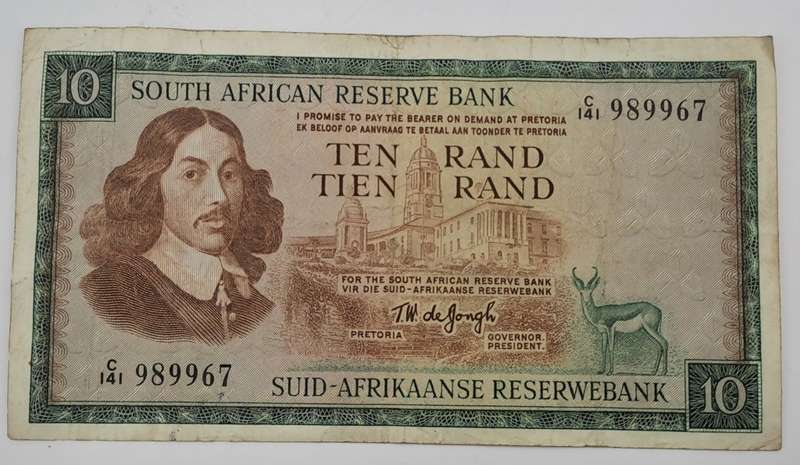 10
SOUTH AFRICAN RESERVE BANK
C/141 989967
I PROMISE TO PAY THE BEARER ON DEMAND AT PRETORIA
EK BELOOF OP AANVRAAG TE BETAAL AAN TOONDER TE PRETORIA
TEN RAND
TIEN RAND
FOR THE SOUTH AFRICAN RESERVE BANK
VIR DIE SUID-AFRIKAANSE RESERWEBANK
T.W. de Jongh
PRETORIA
GOVERNOR.
PRESIDENT.
C/141 989967
SUID-AFRIKAANSE RESERWEBANK
10